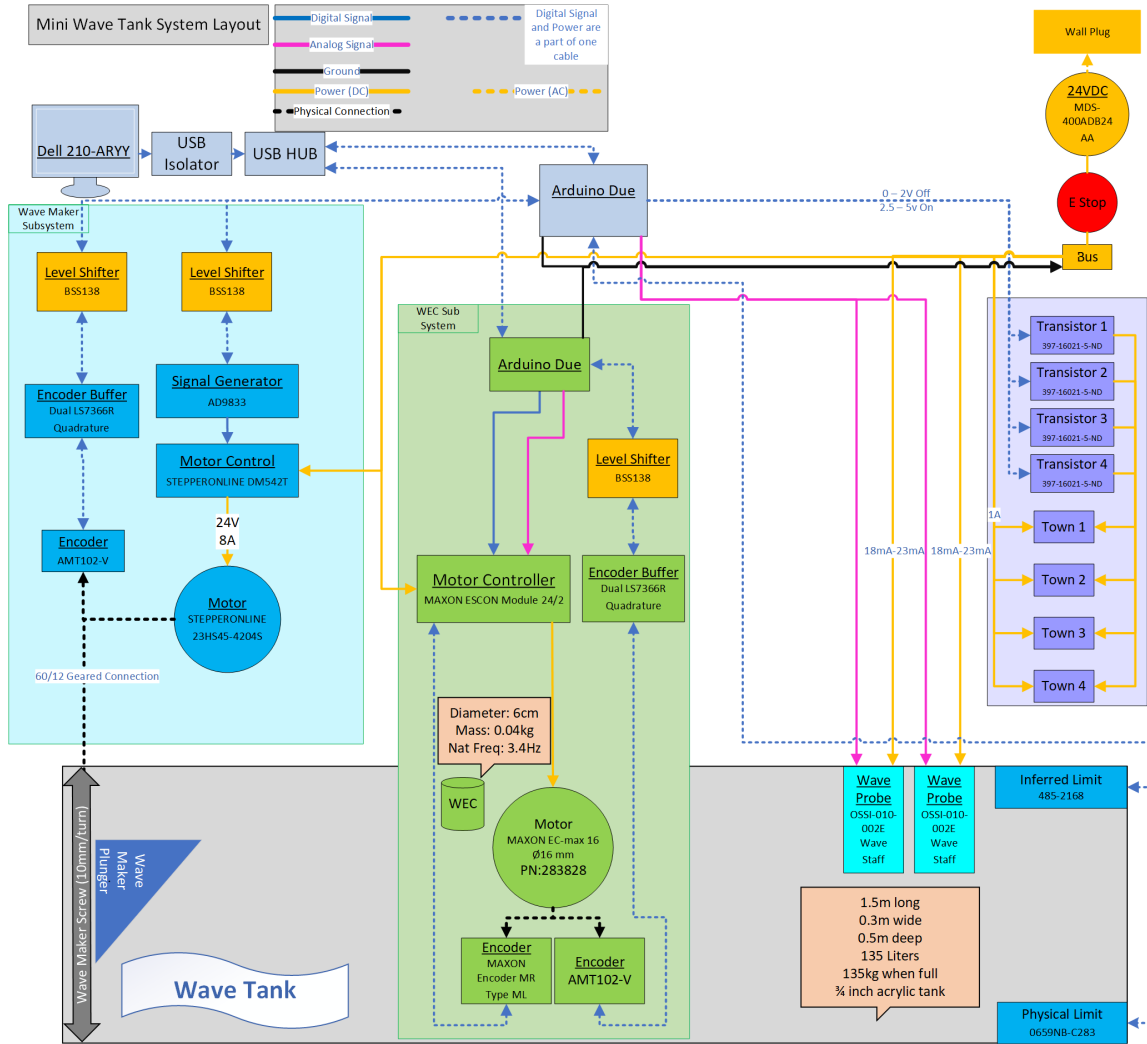 Mini Wave Tank System Layout
Digital Signal
Analog Signal
Ground
Power (DC)
Physical Connection
Digital Signal
and Power are
a part of one
cable
Power (AC)
Wall Plug
24VDC
MDS-
400ADB24
AA
E Stop
Bus
Dell 210-ARYY
USB
Isolator
USB HUB
Arduino Due
0 – 2V Off
2.5 – 5v On
Wave Maker
Subsystem
Level Shifter
BSS138
Level Shifter
BSS138
Encoder Buffer
Dual LS7366R
Quadrature
Signal Generator
AD9833
Motor Control
STEPPERONLINE DM542T
24V
8A
Encoder
AMT102-V
Motor
STEPPERONLINE
23HS45-4204S
60/12 Geared Connection
WEC Sub
System
Arduino Due
Level Shifter
BSS138
Motor Controller
MAXON ESCON Module 24/2
Encoder Buffer
Dual LS7366R
Quadrature
Diameter: 6cm
Mass: 0.04kg
Nat Freq: 3.4Hz
WEC
Motor
MAXON EC-max 16
Ø16 mm
PN:283828
Encoder
MAXON
Encoder MR
Type ML
Encoder
AMT102-V
Transistor 1
397-16021-5-ND
Transistor 2
397-16021-5-ND
Transistor 3
397-16021-5-ND
Transistor 4
397-16021-5-ND
1A
Town 1
Town 2
Town 3
Town 4
18mA-23mA
18mA-23mA
Wave
Probe
OSSI-010-
002E
Wave
Staff
Wave
Probe
OSSI-010-
002E
Wave
Staff
Inferred Limit
485-2168
1.5m long
0.3m wide
0.5m deep
135 Liters
135kg when full
¾ inch acrylic tank
Physical Limit
0659NB-C283
Wave Maker Screw (10mm/turn)
Wave
Maker
Plunger
Wave Tank